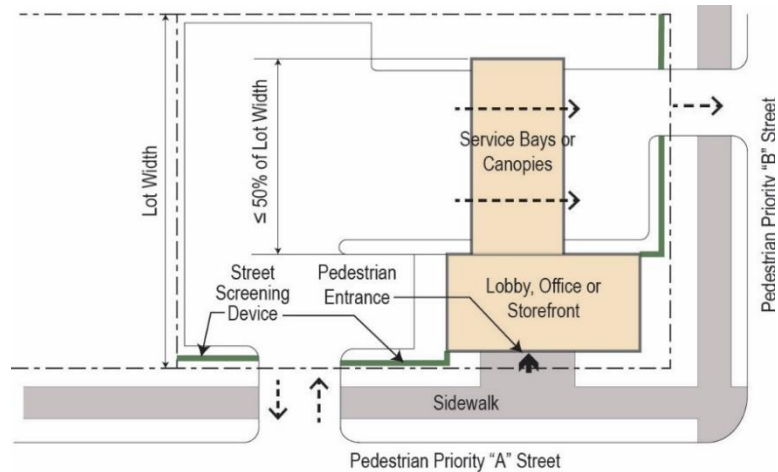 Lot Width
≤ 50% of Lot Width
Service Bays or
Canopies
Pedestrian Priority “B” Street
Street
Screening
Device
Pedestrian
Entrance
Lobby, Office or
Storefront
Sidewalk
Pedestrian Priority “A” Street